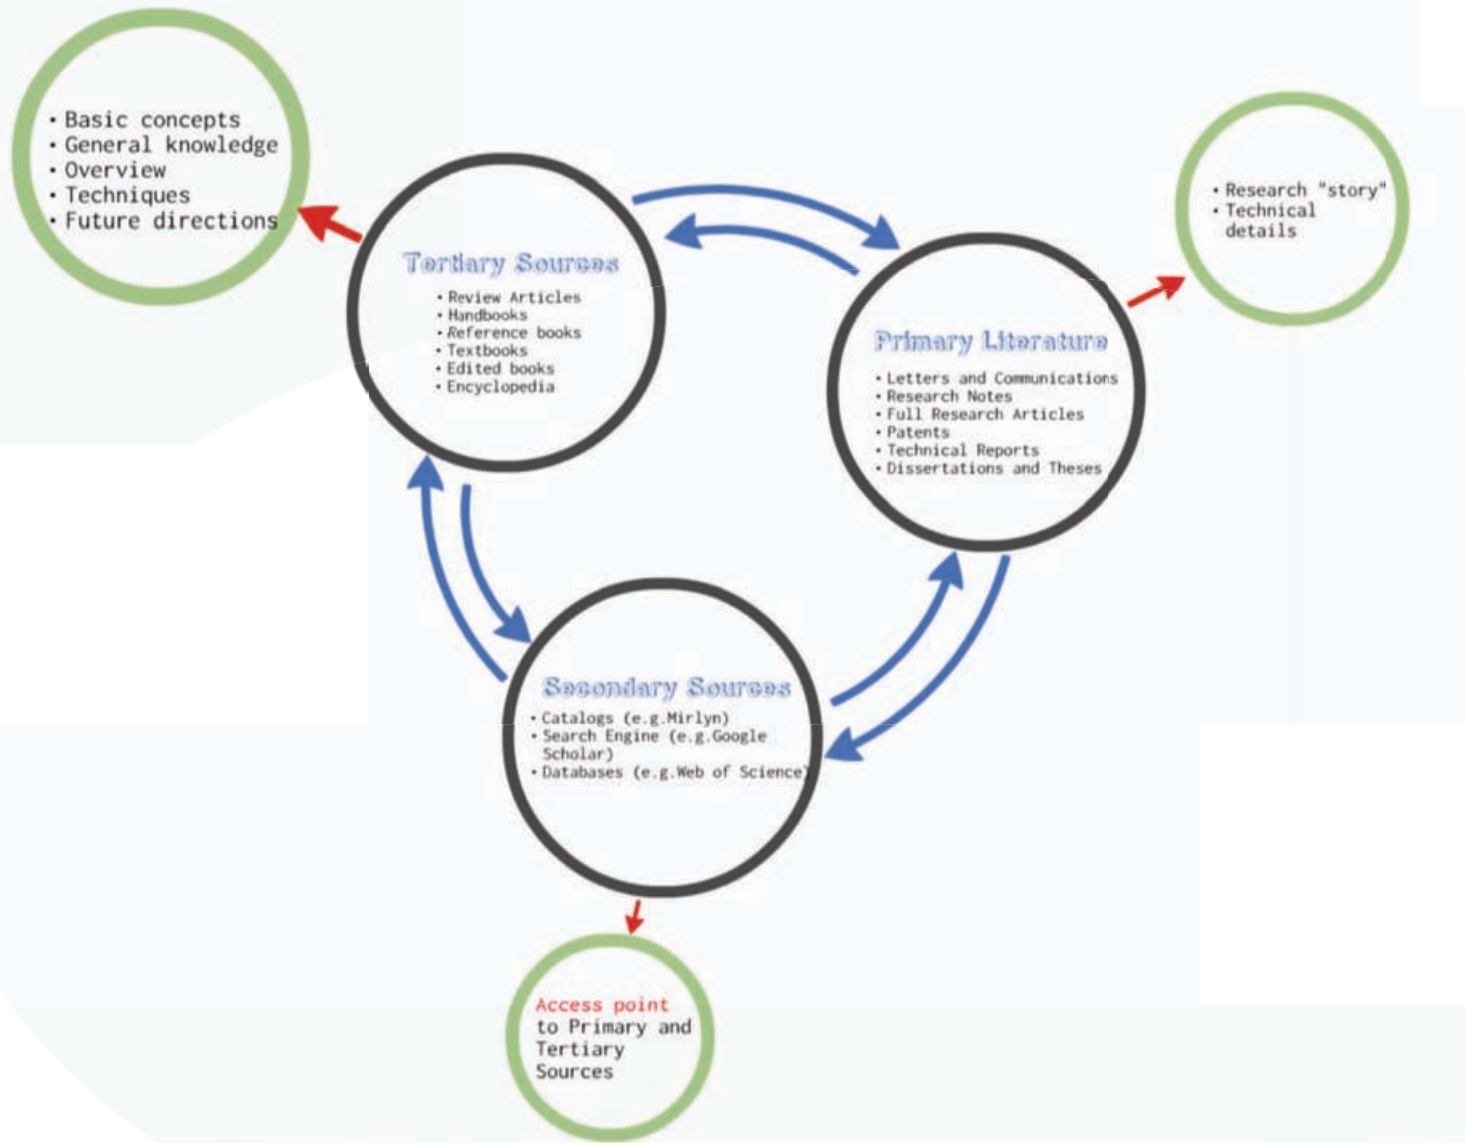 • Basic concepts
• General knowledge
• Overview
• Techniques
• Future directions
Tertiary Sources
• Review Articles
• Handbooks
• Reference books
• Textbooks
• Edited books
• Encyclopedia
• Research "story"
• Technical
details
Primary Literature
• Letters and Communications
• Research Notes
• Full Research Articles
• Patents
• Technical Reports
• Dissertations and Theses
Secondary Sources
• Catalogs (e.g.Mirlyn)
• Search Engine (e.g.Google
Scholar)
• Databases (e.g.Web of Science)
Access point
to Primary and
Tertiary
Sources